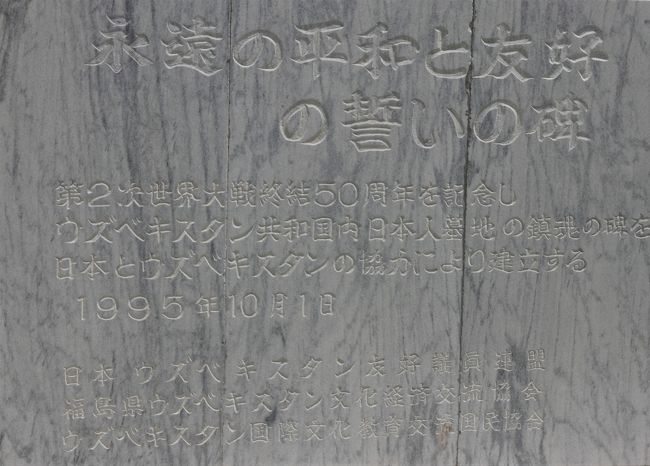 永遠の平和と友好
の誓いの碑
第2次世界大戦終結50周年を記念し
ウズベキスタン共和国内日本人墓地の鎮魂の碑を
日本とウズベキスタンの協力により建立する
1995年10月1日
日本ウズベキスタン友好議員連盟
福島県ウズベキスタン文化経済交流協会
ウズベキスタン国際文化教育交流国民協会